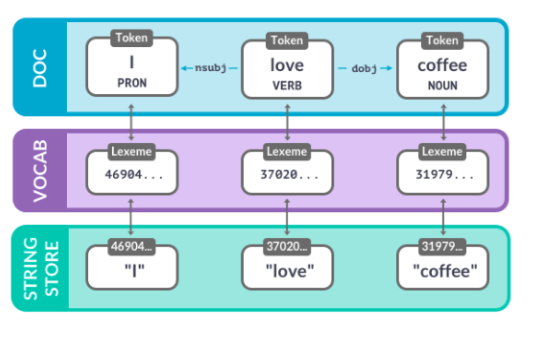 DOC
Token Token Token
I love coffee
nsubj dobj
PRON VERB NOUN
VOCAB
Lexeme Lexeme Lexeme
46904... 37020... 31979...
STRING
STORE
46904... 37020... 31979...
"I" "love" "coffee"